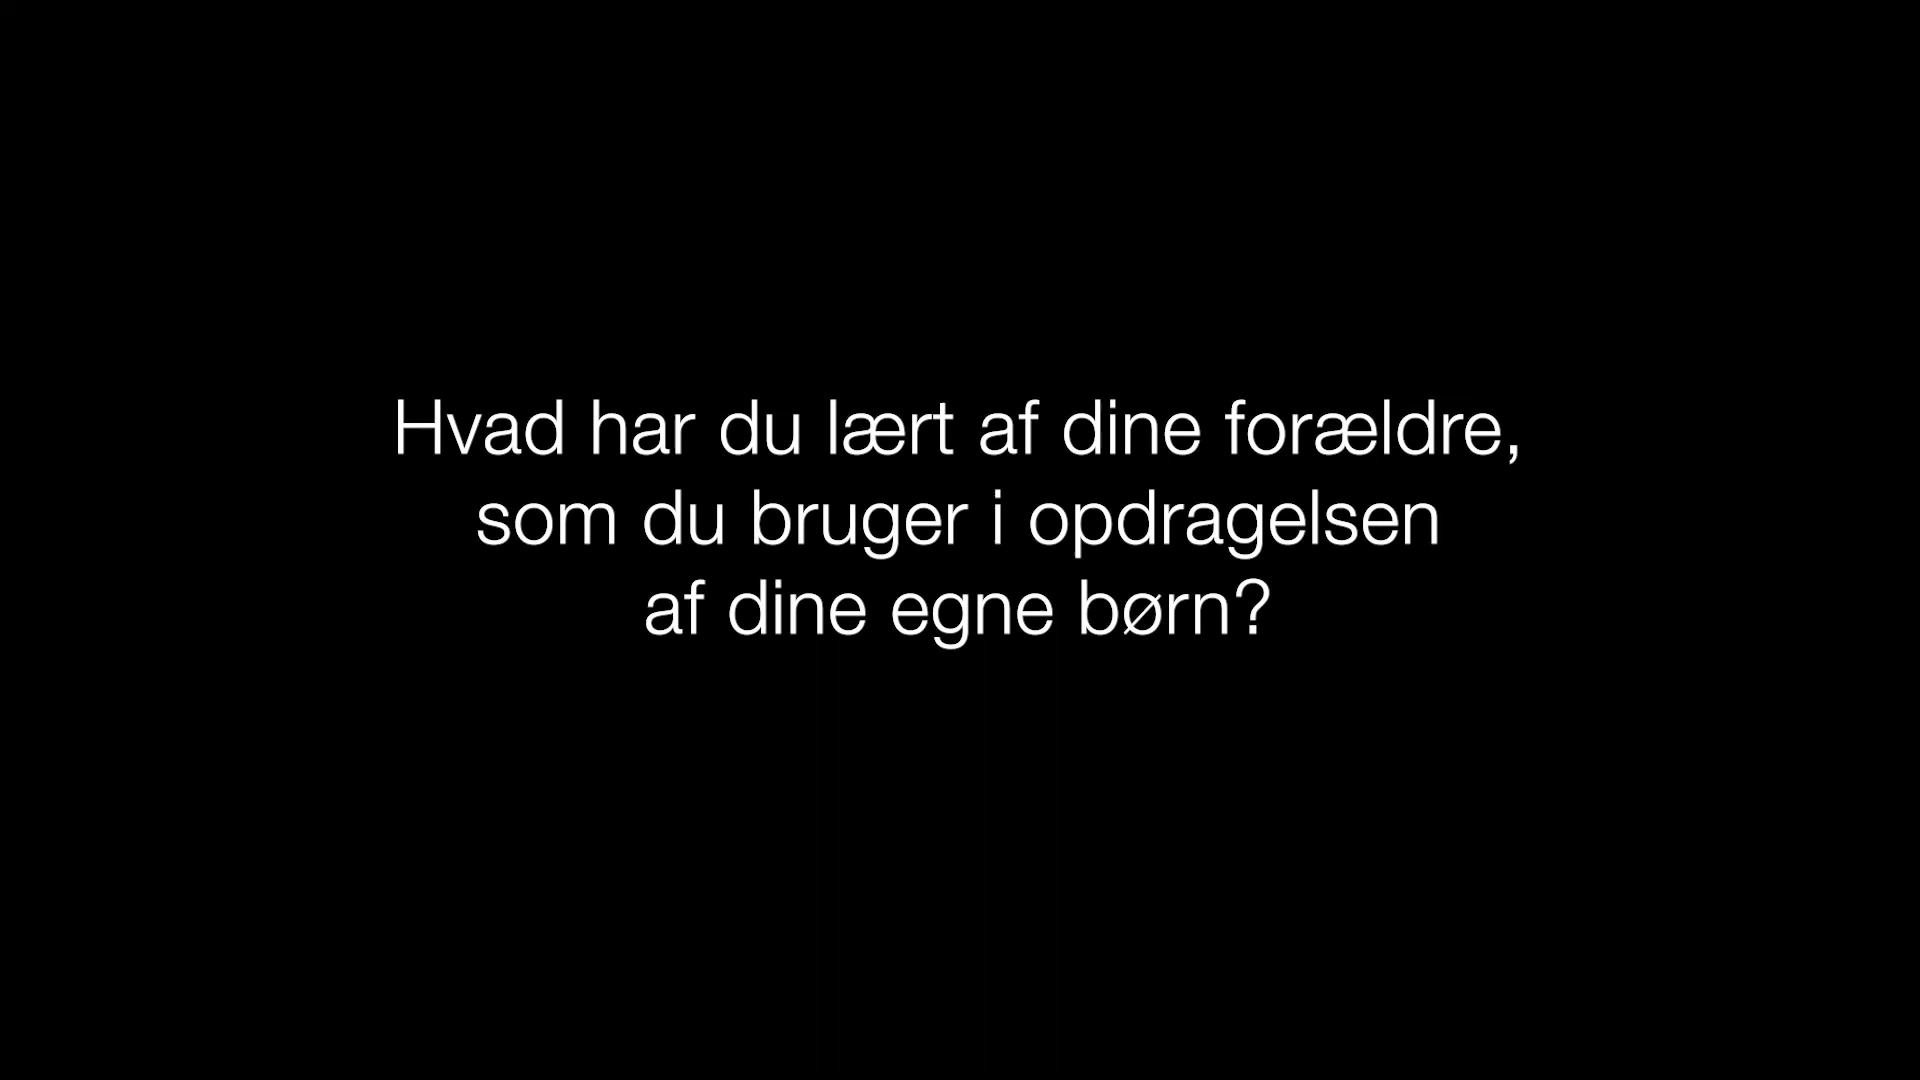 Hvad har du lært af dine forældre,
som du bruger i opdragelsen
af dine egne børn?